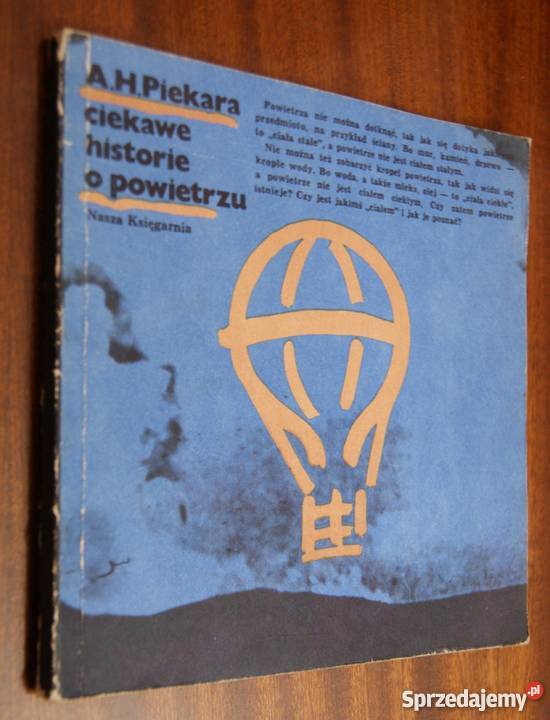 A.H.Piekara
ciekawe
historie
o powietrzu
Nasza Księgarnia
Powietrza nie można dotknąć, tak jak się dotyka
przedmiotu, na przykład ściany. Bo mur, kamień, drzewo —
to „ciała stałe", a powietrze nie jest ciałem stałym.
Nie można też zobaczyć kropel powietrza, tak jak widzi się
krople wody. Bo woda, a także mleko, olej — to „ciała ciekłe",
a powietrze nie jest ciałem ciekłym. Czy zatem powietrze
istnieje? Czy jest jakimś „ciałem" i jak je poznać?
Sprzedajemy.pl